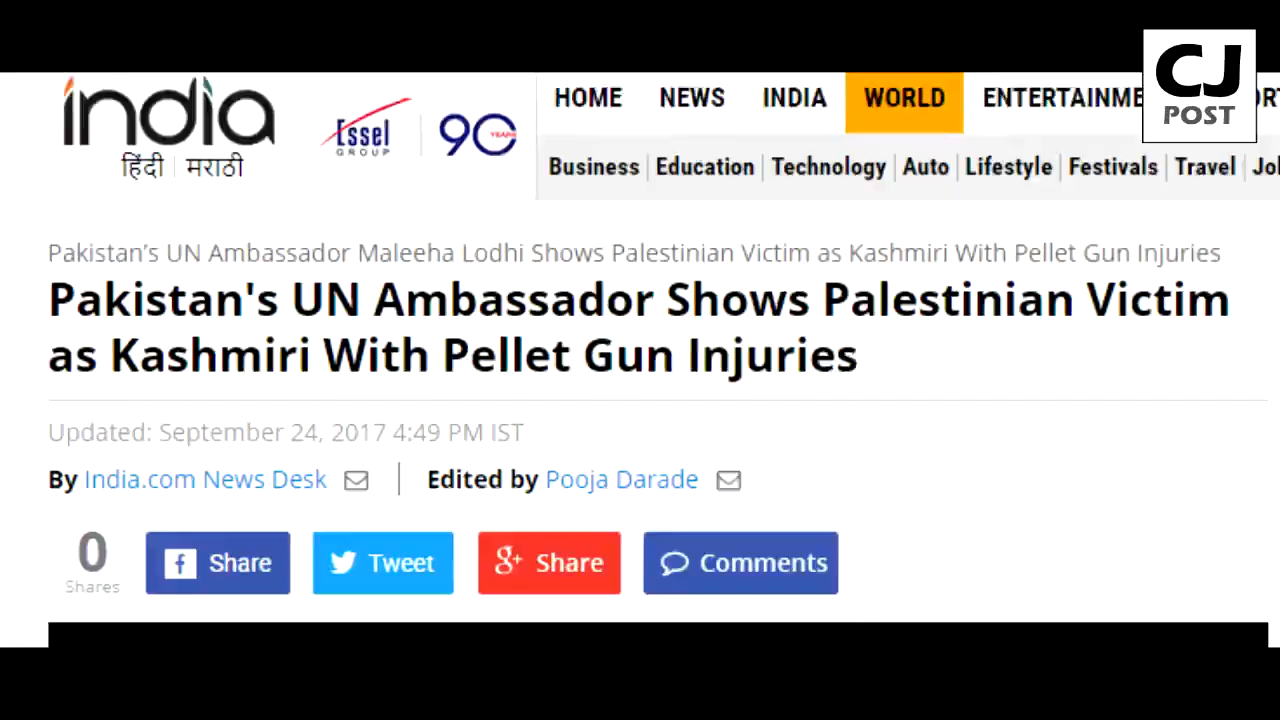 CJ
POST
india
हिंदी | मराठी
Essel
GROUP
90 YEARS
HOME NEWS INDIA WORLD ENTERTAINME
Business | Education | Technology | Auto | Lifestyle | Festivals | Travel | Jo
Pakistan’s UN Ambassador Maleeha Lodhi Shows Palestinian Victim as Kashmiri With Pellet Gun Injuries
Pakistan's UN Ambassador Shows Palestinian Victim
as Kashmiri With Pellet Gun Injuries
Updated: September 24, 2017 4:49 PM IST
By India.com News Desk | Edited by Pooja Darade
0
Shares
f Share Tweet g+ Share Comments